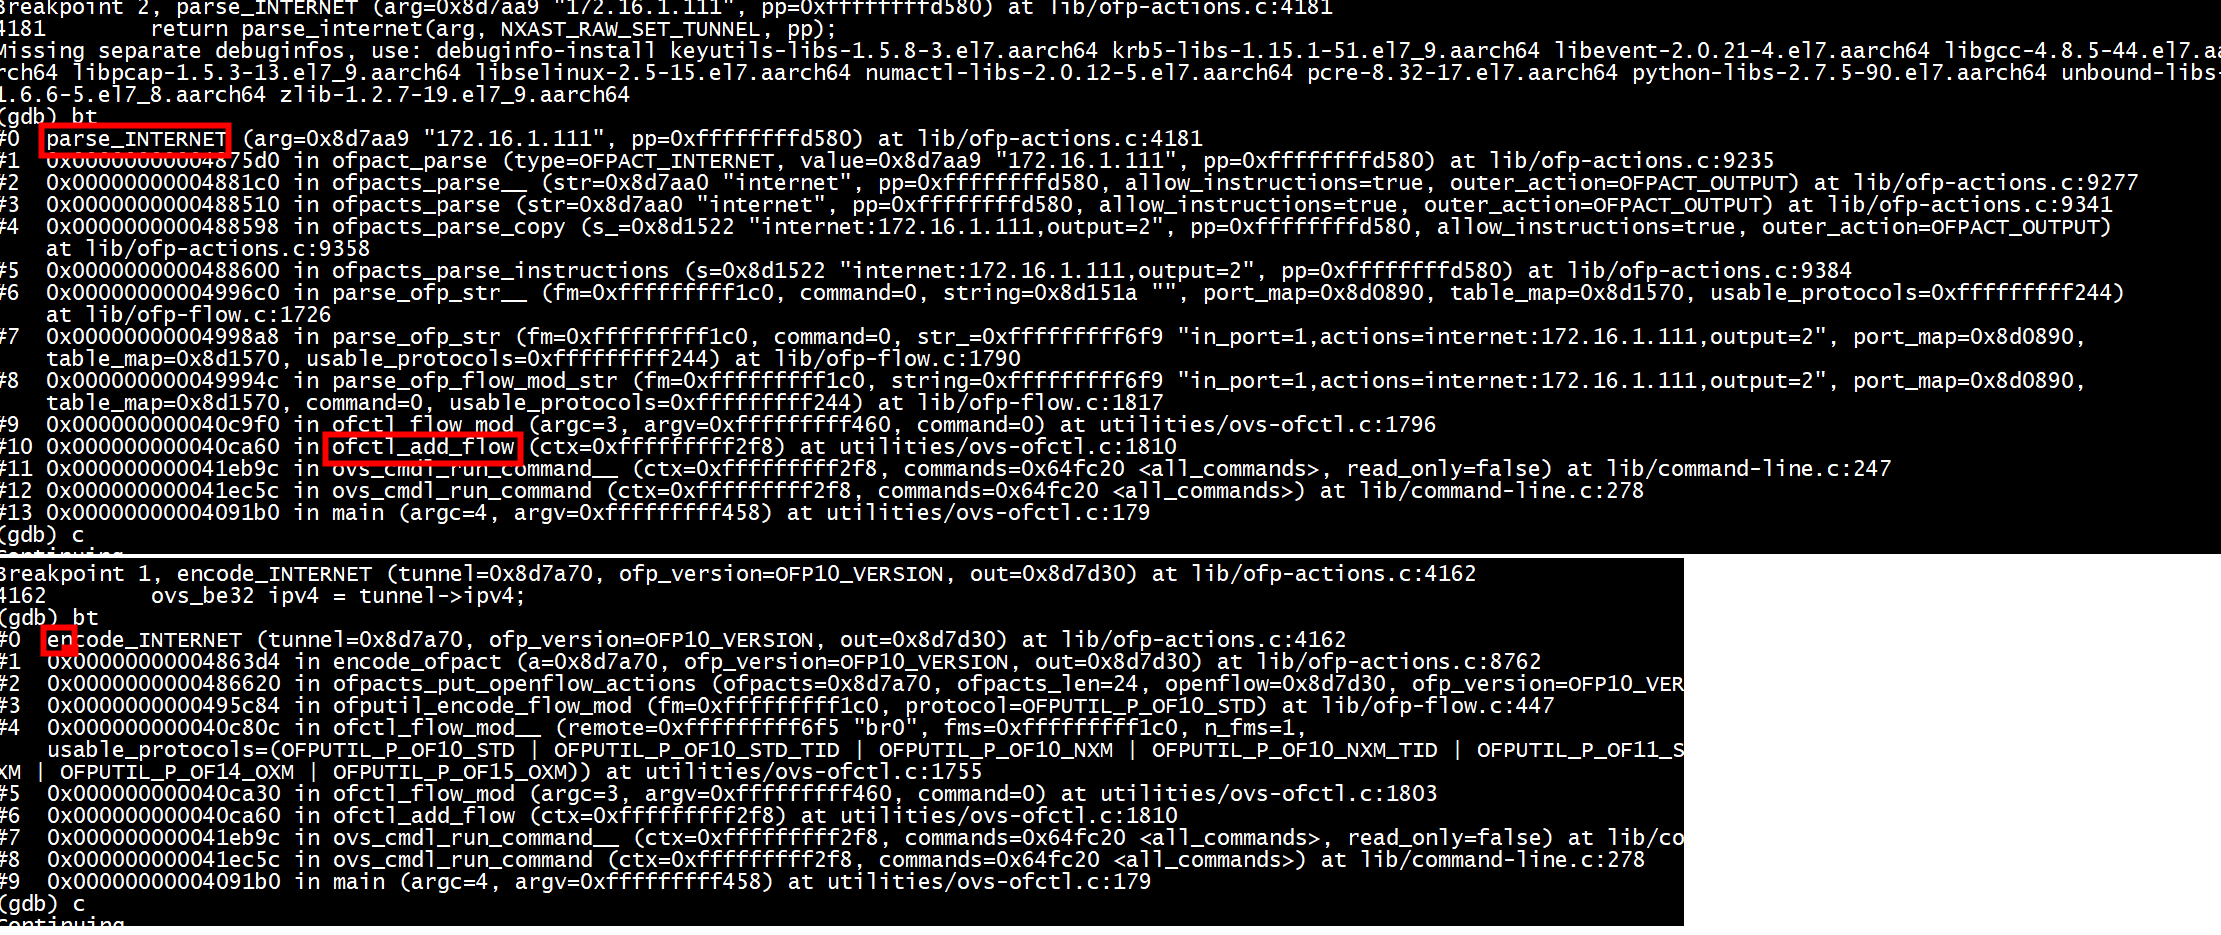 Breakpoint 2, parse_INTERNET (arg=0x8d7aa9 "172.16.1.111", pp=0xffffffffd580) at lib/ofp-actions.c:4181
4181        return parse_internet(arg, NXAST_RAW_SET_TUNNEL, pp);
Missing separate debuginfos, use: debuginfo-install keyutils-libs-1.5.8-3.el7.aarch64 krb5-libs-1.15.1-51.el7_9.aarch64 libevent-2.0.21-4.el7.aarch64 libgcc-4.8.5-44.el7.aa
rch64 libpcap-1.5.3-13.el7_9.aarch64 libselinux-2.5-15.el7.aarch64 numactl-libs-2.0.12-5.el7.aarch64 pcre-8.32-17.el7.aarch64 python-libs-2.7.5-90.el7.aarch64 unbound-libs-
1.6.6-5.el7_8.aarch64 zlib-1.2.7-19.el7_9.aarch64
(gdb) bt
#0  parse_INTERNET (arg=0x8d7aa9 "172.16.1.111", pp=0xffffffffd580) at lib/ofp-actions.c:4181
#1  0x00000000004875d0 in ofpact_parse (type=OFPACT_INTERNET, value=0x8d7aa9 "172.16.1.111", pp=0xffffffffd580) at lib/ofp-actions.c:9235
#2  0x00000000004881c0 in ofpacts_parse__ (str=0x8d7aa0 "internet", pp=0xffffffffd580, allow_instructions=true, outer_action=OFPACT_OUTPUT) at lib/ofp-actions.c:9277
#3  0x0000000000488510 in ofpacts_parse (str=0x8d7aa0 "internet", pp=0xffffffffd580, allow_instructions=true, outer_action=OFPACT_OUTPUT) at lib/ofp-actions.c:9341
#4  0x0000000000488598 in ofpacts_parse_copy (s_=0x8d1522 "internet:172.16.1.111,output=2", pp=0xffffffffd580, allow_instructions=true, outer_action=OFPACT_OUTPUT)
at lib/ofp-actions.c:9358
#5  0x0000000000488600 in ofpacts_parse_instructions (s=0x8d1522 "internet:172.16.1.111,output=2", pp=0xffffffffd580) at lib/ofp-actions.c:9384
#6  0x00000000004996c0 in parse_ofp_str__ (fm=0xfffffffff1c0, command=0, string=0x8d151a "", port_map=0x8d0890, table_map=0x8d1570, usable_protocols=0xfffffffff244)
at lib/ofp-flow.c:1726
#7  0x00000000004998a8 in parse_ofp_str (fm=0xfffffffff1c0, command=0, str_=0xfffffffff6f9 "in_port=1,actions=internet:172.16.1.111,output=2", port_map=0x8d0890,
table_map=0x8d1570, usable_protocols=0xfffffffff244) at lib/ofp-flow.c:1790
#8  0x000000000049994c in parse_ofp_flow_mod_str (fm=0xfffffffff1c0, string=0xfffffffff6f9 "in_port=1,actions=internet:172.16.1.111,output=2", port_map=0x8d0890,
table_map=0x8d1570, command=0, usable_protocols=0xfffffffff244) at lib/ofp-flow.c:1817
#9  0x000000000040c9f0 in ofctl_flow_mod (argc=3, argv=0xfffffffff460, command=0) at utilities/ovs-ofctl.c:1796
#10 0x000000000040ca60 in ofctl_add_flow (ctx=0xfffffffff2f8) at utilities/ovs-ofctl.c:1810
#11 0x000000000041eb9c in ovs_cmdl_run_command__ (ctx=0xfffffffff2f8, commands=0x64fc20 <all_commands>, read_only=false) at lib/command-line.c:247
#12 0x000000000041ec5c in ovs_cmdl_run_command (ctx=0xfffffffff2f8, commands=0x64fc20 <all_commands>) at lib/command-line.c:278
#13 0x00000000004091b0 in main (argc=4, argv=0xfffffffff458) at utilities/ovs-ofctl.c:179
(gdb) c
Continuing.
Breakpoint 1, encode_INTERNET (tunnel=0x8d7a70, ofp_version=OFP10_VERSION, out=0x8d7d30) at lib/ofp-actions.c:4162
4162        ovs_be32 ipv4 = tunnel->ipv4;
(gdb) bt
#0  encode_INTERNET (tunnel=0x8d7a70, ofp_version=OFP10_VERSION, out=0x8d7d30) at lib/ofp-actions.c:4162
#1  0x00000000004863d4 in encode_ofpact (a=0x8d7a70, ofp_version=OFP10_VERSION, out=0x8d7d30) at lib/ofp-actions.c:8762
#2  0x0000000000486620 in ofpacts_put_openflow_actions (ofpacts=0x8d7a70, ofpacts_len=24, openflow=0x8d7d30, ofp_version=OFP10_VER
#3  0x0000000000495c84 in ofputil_encode_flow_mod (fm=0xfffffffff1c0, protocol=OFPUTIL_P_OF10_STD) at lib/ofp-flow.c:447
#4  0x000000000040c80c in ofctl_flow_mod__ (remote=0xfffffffff6f5 "br0", fms=0xfffffffff1c0, n_fms=1,
usable_protocols=(OFPUTIL_P_OF10_STD | OFPUTIL_P_OF10_STD_TID | OFPUTIL_P_OF10_NXM | OFPUTIL_P_OF10_NXM_TID | OFPUTIL_P_OF11_S
XM | OFPUTIL_P_OF14_OXM | OFPUTIL_P_OF15_OXM)) at utilities/ovs-ofctl.c:1755
#5  0x000000000040ca30 in ofctl_flow_mod (argc=3, argv=0xfffffffff460, command=0) at utilities/ovs-ofctl.c:1803
#6  0x000000000040ca60 in ofctl_add_flow (ctx=0xfffffffff2f8) at utilities/ovs-ofctl.c:1810
#7  0x000000000041eb9c in ovs_cmdl_run_command__ (ctx=0xfffffffff2f8, commands=0x64fc20 <all_commands>, read_only=false) at lib/co
#8  0x000000000041ec5c in ovs_cmdl_run_command (ctx=0xfffffffff2f8, commands=0x64fc20 <all_commands>) at lib/command-line.c:278
#9  0x00000000004091b0 in main (argc=4, argv=0xfffffffff458) at utilities/ovs-ofctl.c:179
(gdb) c
Continuing.